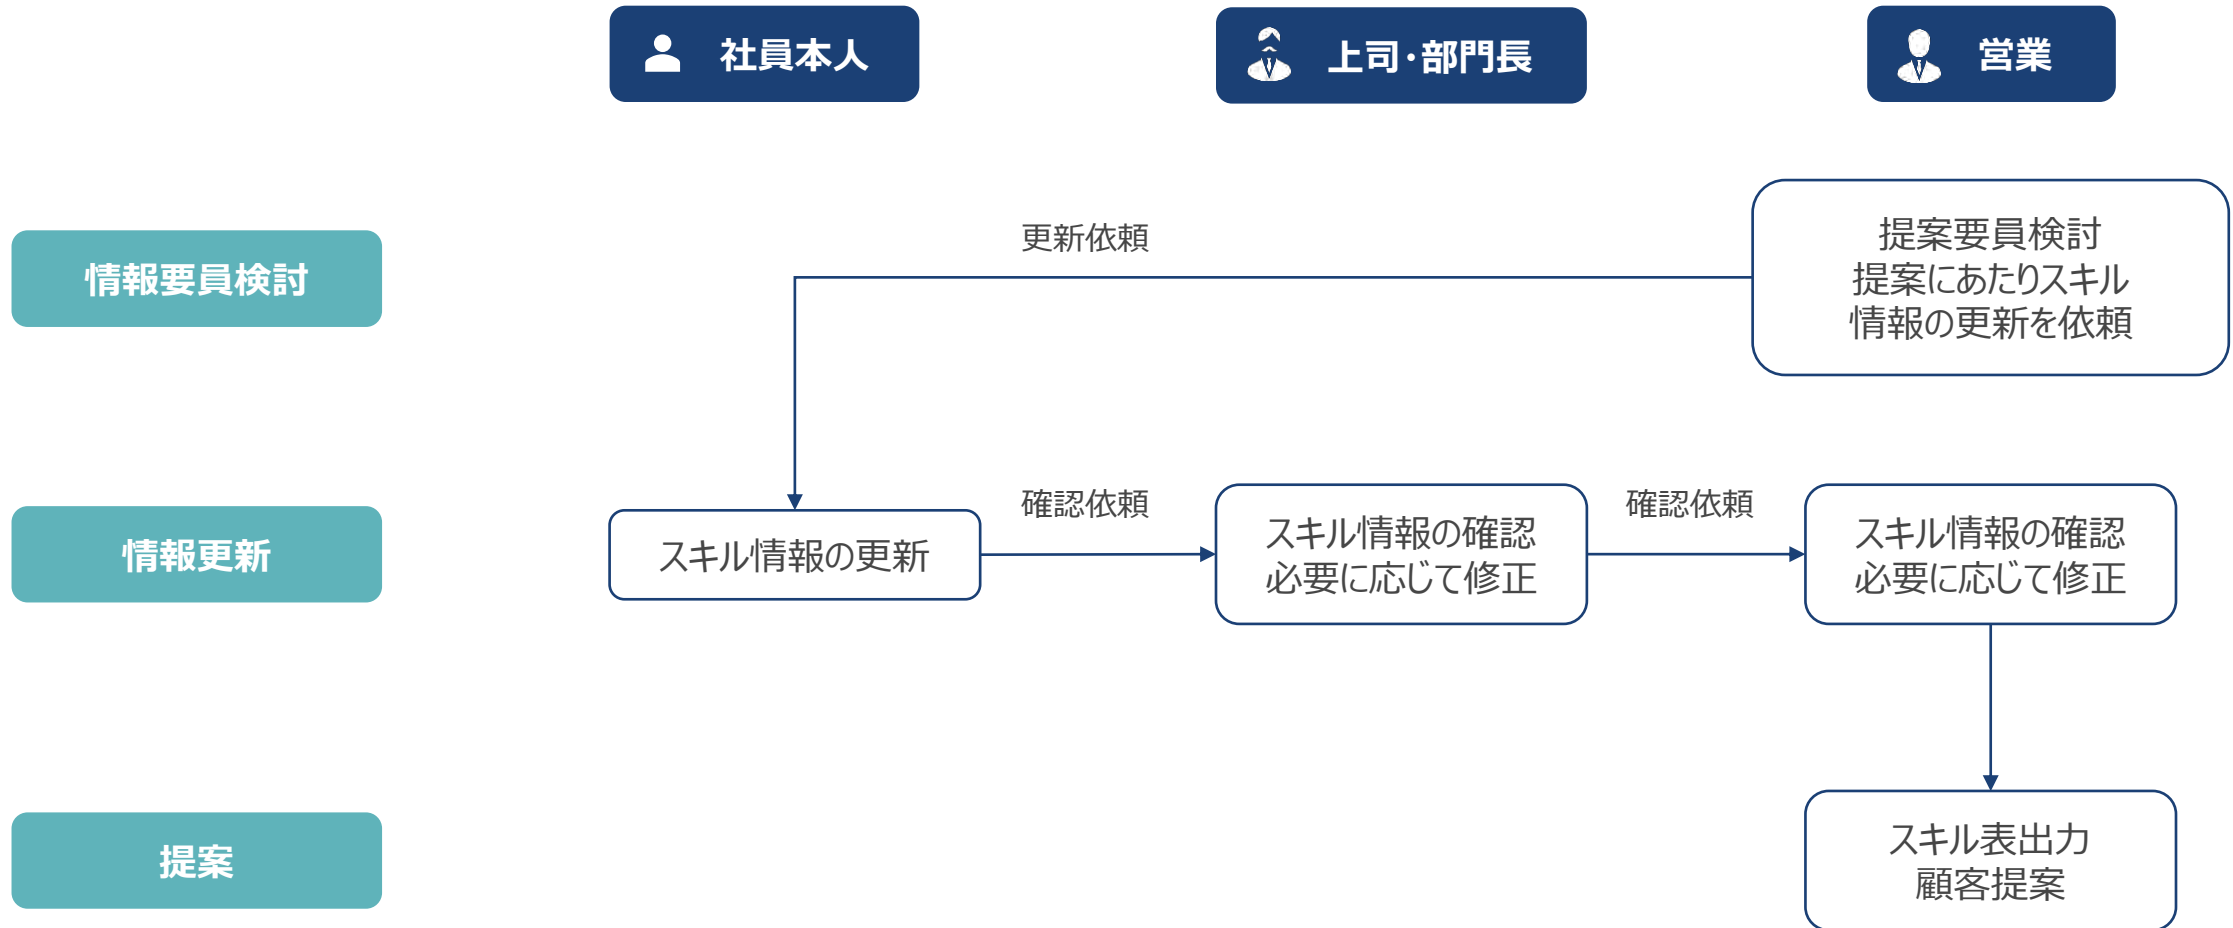 社員本人
上司・部門長
営業
情報要員検討
更新依頼
提案要員検討
提案にあたりスキル
情報の更新を依頼
情報更新
スキル情報の更新
確認依頼
スキル情報の確認
必要に応じて修正
確認依頼
スキル情報の確認
必要に応じて修正
提案
スキル表出力
顧客提案